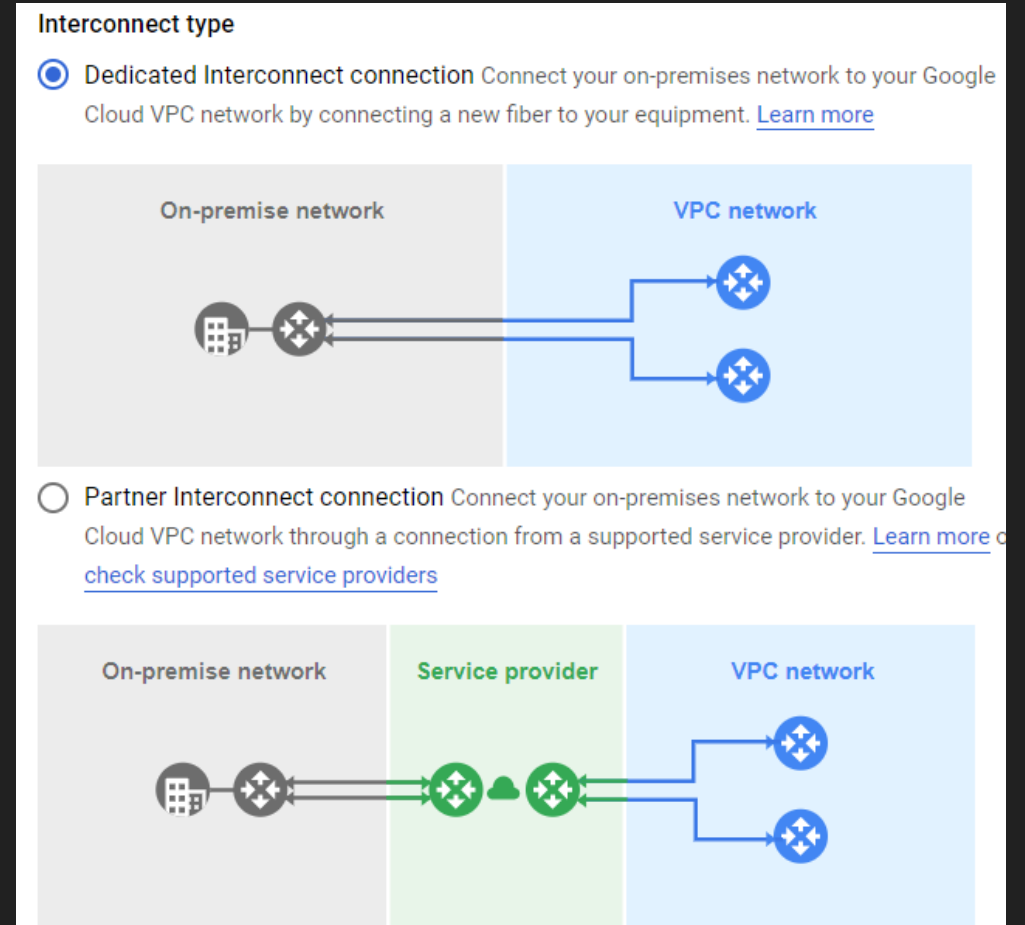 Interconnect type
Dedicated Interconnect connection Connect your on-premises network to your Google
Cloud VPC network by connecting a new fiber to your equipment. Learn more
On-premise network
VPC network
Partner Interconnect connection Connect your on-premises network to your Google
Cloud VPC network through a connection from a supported service provider. Learn more
check supported service providers
On-premise network
Service provider
VPC network